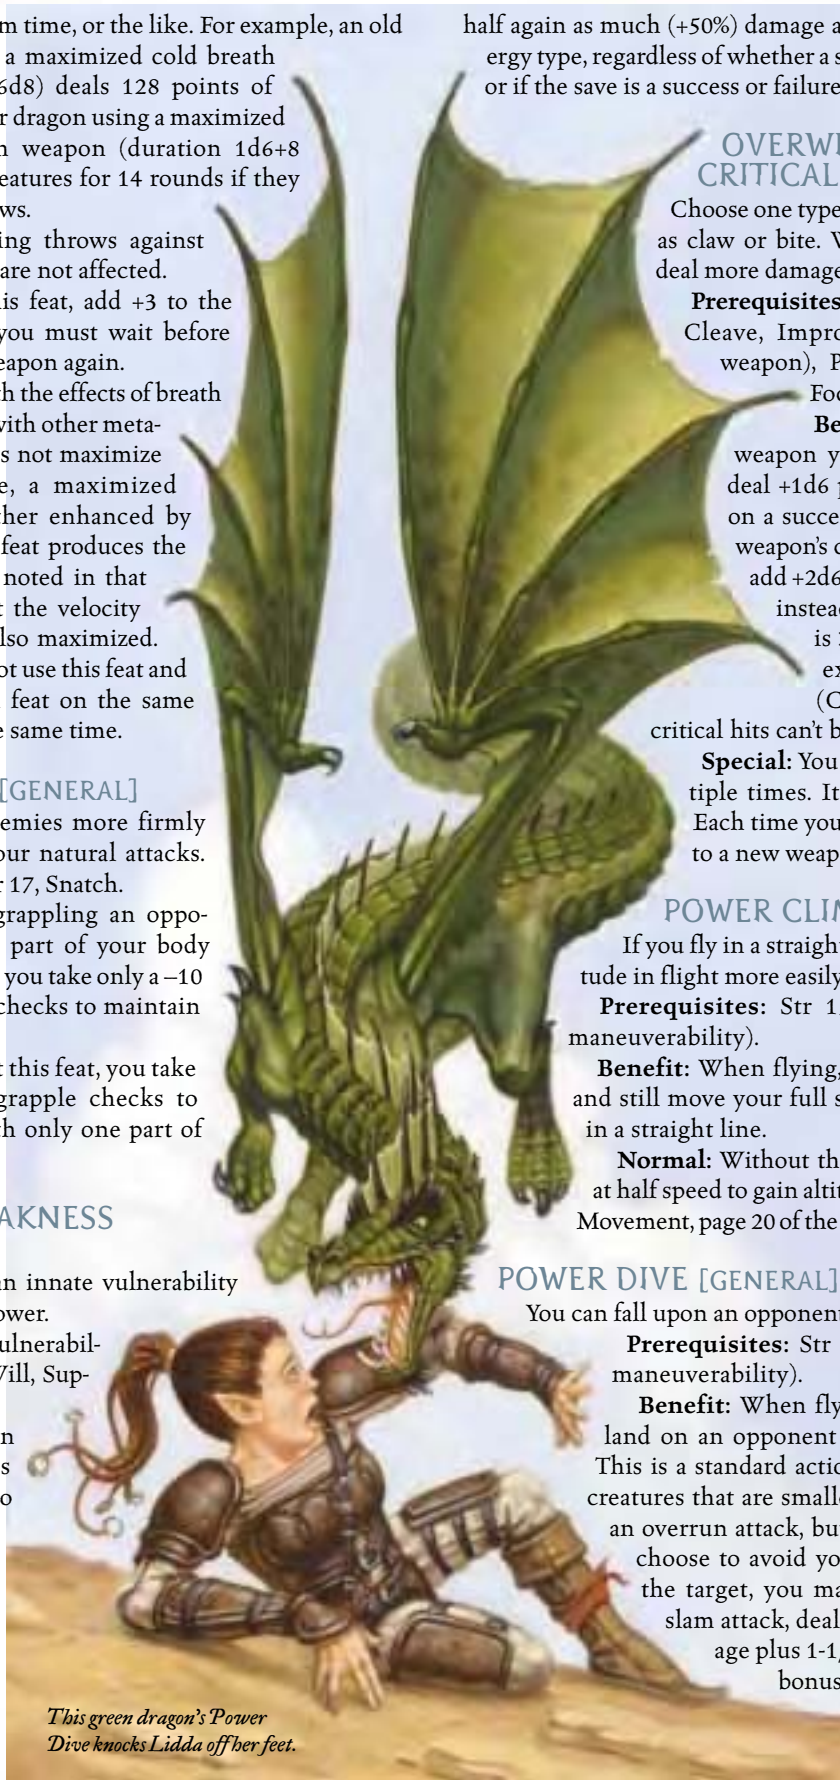 m time, or the like. For example, an old
a maximized cold breath
6d8) deals 128 points of
r dragon using a maximized
n weapon (duration 1d6+8
eatures for 14 rounds if they
ws.
ing throws against
are not affected.
is feat, add +3 to the
you must wait before
eapon again.
h the effects of breath
with other meta-
s not maximize
e, a maximized
her enhanced by
feat produces the
noted in that
t the velocity
lso maximized.
ot use this feat and
feat on the same
e same time.
[GENERAL]
emies more firmly
our natural attacks.
r 17, Snatch.
grappling an oppo-
part of your body
you take only a –10
checks to maintain
t this feat, you take
grapple checks to
h only one part of
AKNESS
an innate vulnerability
ower.
ulnerabil-
Will, Sup-
n
s
o
This green dragon's Power
Dive knocks Lidda off her feet.
half again as much (+50%) damage a
ergy type, regardless of whether a s
or if the save is a success or failure
OVERW
CRITICAL
Choose one type
as claw or bite. W
deal more damage
Prerequisites
Cleave, Impro
weapon), P
Foc
Be
weapon y
deal +1d6 p
on a succe
weapon's c
add +2d6
instea
is
ex
(C
critical hits can't b
Special: You
tiple times. It
Each time you
to a new weap
POWER CLIM
If you fly in a straigh
tude in flight more easily
Prerequisites: Str 1
maneuverability).
Benefit: When flying,
and still move your full s
in a straight line.
Normal: Without th
at half speed to gain altit
Movement, page 20 of the
POWER DIVE [GENERAL]
You can fall upon an opponent
Prerequisites: Str
maneuverability).
Benefit: When fly
land on an opponent
This is a standard actio
creatures that are smalle
an overrun attack, bu
choose to avoid yo
the target, you ma
slam attack, deal
age plus 1-1/
bonus